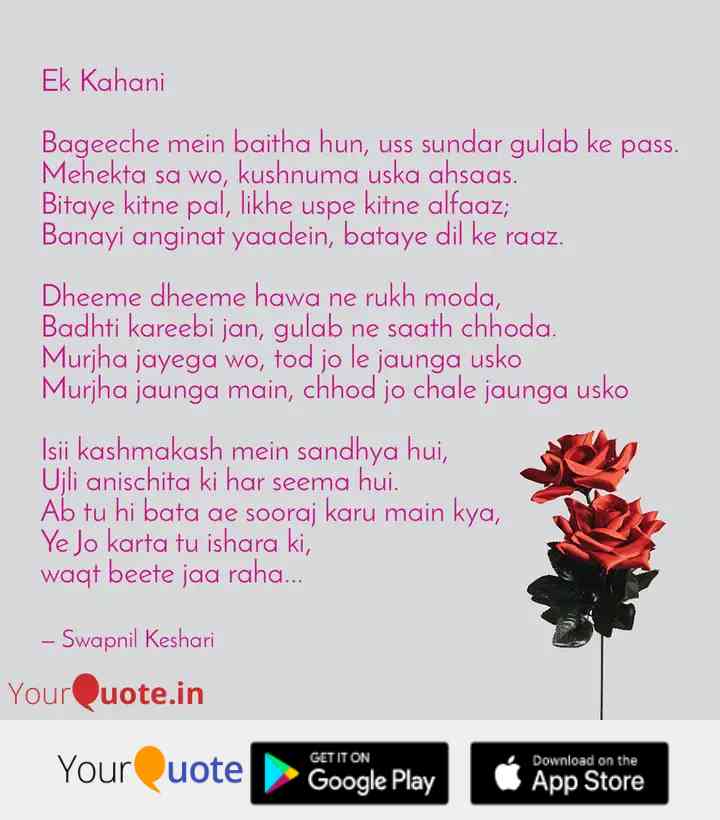 Ek Kahani
Bageeche mein baitha hun, uss sundar gulab ke pass.
Mehekta sa wo, kushnuma uska ahsaas.
Bitaye kitne pal, likhe uspe kitne alfaaz;
Banayi anginat yaadein, bataye dil ke raaz.
Dheeme dheeme hawa ne rukh moda,
Badhti kareebi jan, gulab ne saath chhoda.
Murjha jayega wo, tod jo le jaunga usko
Murjha jaunga main, chhod jo chale jaunga usko
Isii kashmakash mein sandhya hui,
Ujli anischita ki har seema hui.
Ab tu hi bata ae sooraj karu main kya,
Ye Jo karta tu ishara ki,
waqt beete jaa raha...
– Swapnil Keshari
YourQuote.in
YourQuote
GET IT ON
Google Play
Download on the
App Store